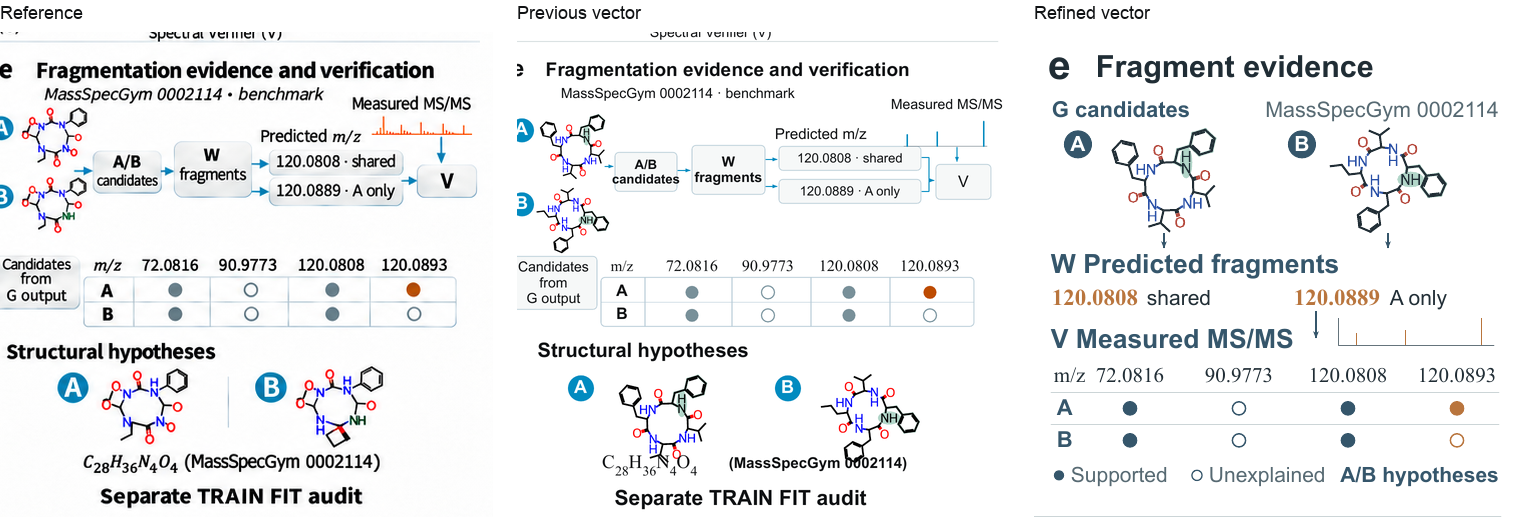 Reference
Spectral Verifier (V)
e Fragmentation evidence and verification
MassSpecGym 0002114 • benchmark
Measured MS/MS
A
Predicted m/z
A/B candidates
W fragments
120.0808 · shared
120.0889 · A only
V
B
Candidates from G output
m/z 72.0816 90.9773 120.0808 120.0893
A
B
Structural hypotheses
A
B
C28H36N4O4 (MassSpecGym 0002114)
Separate TRAIN FIT audit
Previous vector
Spectral Verifier (V)
e Fragmentation evidence and verification
MassSpecGym 0002114 · benchmark
Measured MS/MS
A
Predicted m/z
A/B candidates
W fragments
120.0808 · shared
120.0889 · A only
V
B
Candidates from G output
m/z 72.0816 90.9773 120.0808 120.0893
A
B
Structural hypotheses
A
B
C28H36N4O4 (MassSpecGym 0002114)
Separate TRAIN FIT audit
Refined vector
e Fragment evidence
G candidates MassSpecGym 0002114
A
B
W Predicted fragments
120.0808 shared 120.0889 A only
V Measured MS/MS
m/z 72.0816 90.9773 120.0808 120.0893
A
B
Supported Unexplained A/B hypotheses